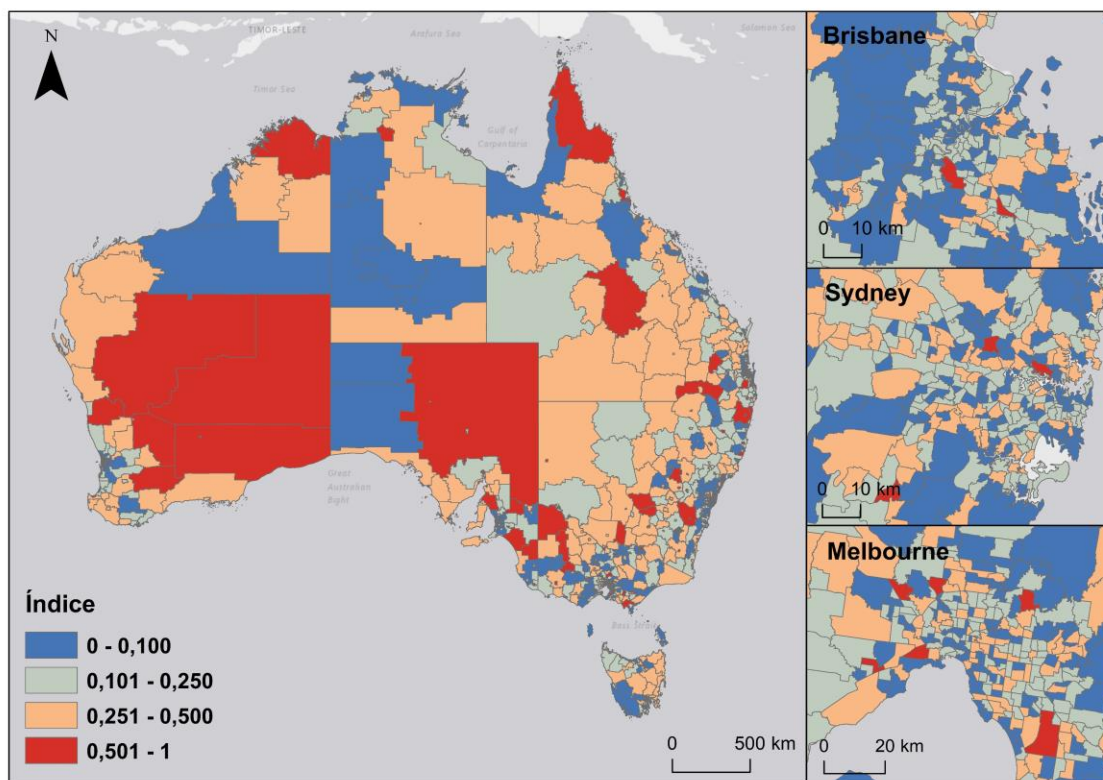 N
TIMOR-LESTE
Arafura Sea
Solomon Sea
Timor Sea
Gulf of
Carpentaria
Great
Australian
Bight
Bass Strait
Índice
0 - 0,100
0,101 - 0,250
0,251 - 0,500
0,501 - 1
0 500 km
Brisbane
0 10 km
Sydney
0 10 km
Melbourne
0 20 km